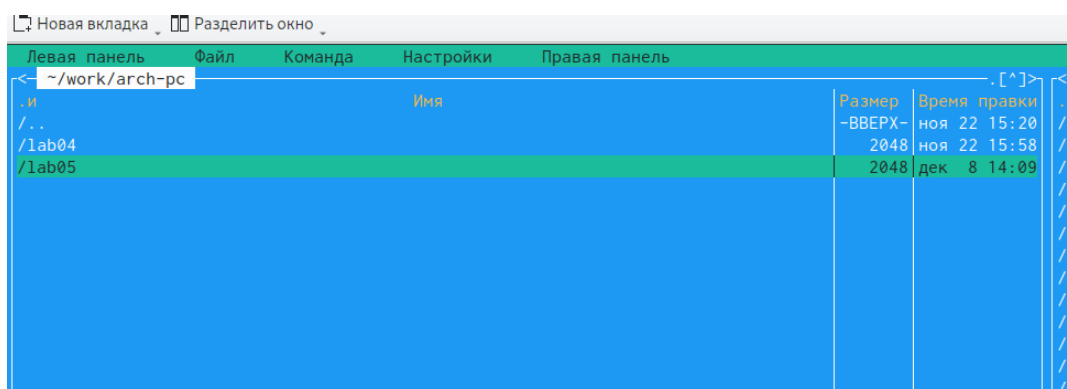 Новая вкладка Разделить окно
Левая панель Файл Команда Настройки Правая панель
<- ~/work/arch-pc .[^]>
.и Имя Размер Время правки
/.. -ВВЕРХ- ноя 22 15:20
/lab04 2048 ноя 22 15:58
/lab05 2048 дек 8 14:09